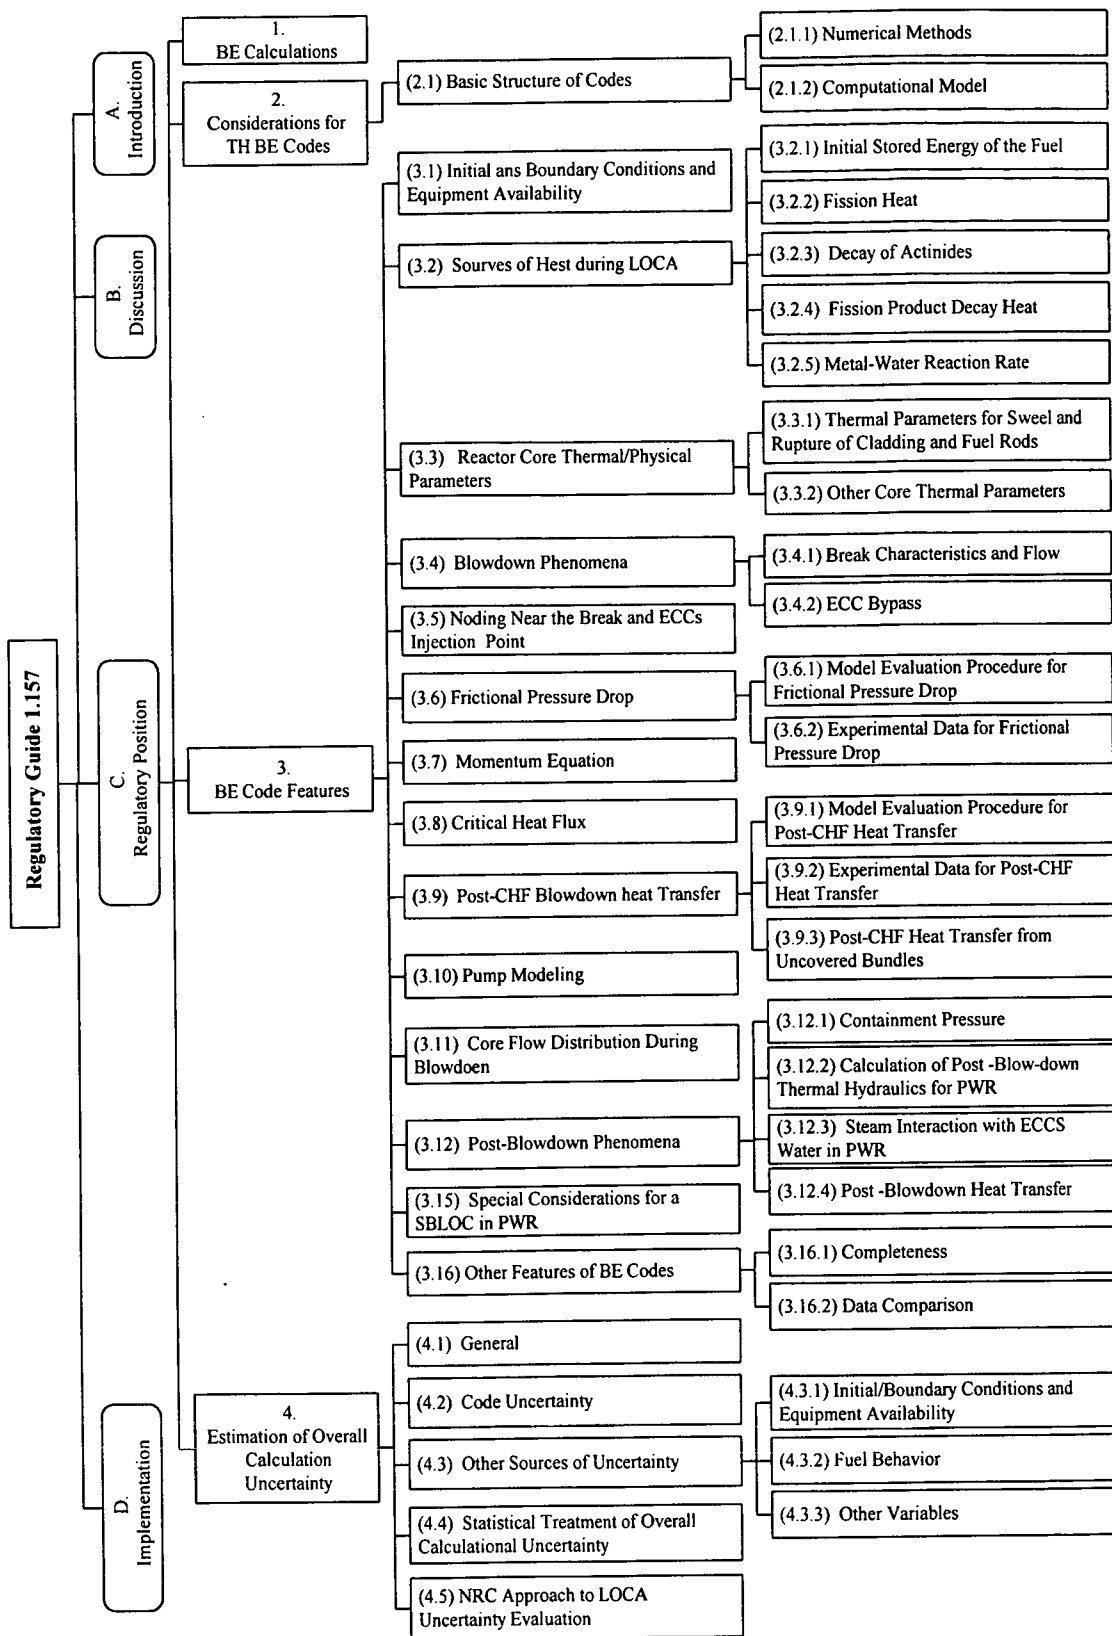 Regulatory Guide 1.157
A.
Introduction
B.
Discussion
C.
Regulatory Position
D.
Implementation
1.
BE Calculations
2.
Considerations for
TH BE Codes
(2.1) Basic Structure of Codes
(2.1.1) Numerical Methods
(2.1.2) Computational Model
3.
BE Code Features
(3.1) Initial ans Boundary Conditions and
Equipment Availability
(3.2) Sourves of Hest during LOCA
(3.2.1) Initial Stored Energy of the Fuel
(3.2.2) Fission Heat
(3.2.3) Decay of Actinides
(3.2.4) Fission Product Decay Heat
(3.2.5) Metal-Water Reaction Rate
(3.3) Reactor Core Thermal/Physical
Parameters
(3.3.1) Thermal Parameters for Sweel and
Rupture of Cladding and Fuel Rods
(3.3.2) Other Core Thermal Parameters
(3.4) Blowdown Phenomena
(3.4.1) Break Characteristics and Flow
(3.4.2) ECC Bypass
(3.5) Noding Near the Break and ECCs
Injection Point
(3.6) Frictional Pressure Drop
(3.6.1) Model Evaluation Procedure for
Frictional Pressure Drop
(3.6.2) Experimental Data for Frictional
Pressure Drop
(3.7) Momentum Equation
(3.8) Critical Heat Flux
(3.9) Post-CHF Blowdown heat Transfer
(3.9.1) Model Evaluation Procedure for
Post-CHF Heat Transfer
(3.9.2) Experimental Data for Post-CHF
Heat Transfer
(3.9.3) Post-CHF Heat Transfer from
Uncovered Bundles
(3.10) Pump Modeling
(3.11) Core Flow Distribution During
Blowdoen
(3.12) Post-Blowdown Phenomena
(3.12.1) Containment Pressure
(3.12.2) Calculation of Post -Blow-down
Thermal Hydraulics for PWR
(3.12.3) Steam Interaction with ECCS
Water in PWR
(3.12.4) Post -Blowdown Heat Transfer
(3.15) Special Considerations for a
SBLOC in PWR
(3.16) Other Features of BE Codes
(3.16.1) Completeness
(3.16.2) Data Comparison
4.
Estimation of Overall
Calculation
Uncertainty
(4.1) General
(4.2) Code Uncertainty
(4.3) Other Sources of Uncertainty
(4.3.1) Initial/Boundary Conditions and
Equipment Availability
(4.3.2) Fuel Behavior
(4.3.3) Other Variables
(4.4) Statistical Treatment of Overall
Calculational Uncertainty
(4.5) NRC Approach to LOCA
Uncertainty Evaluation